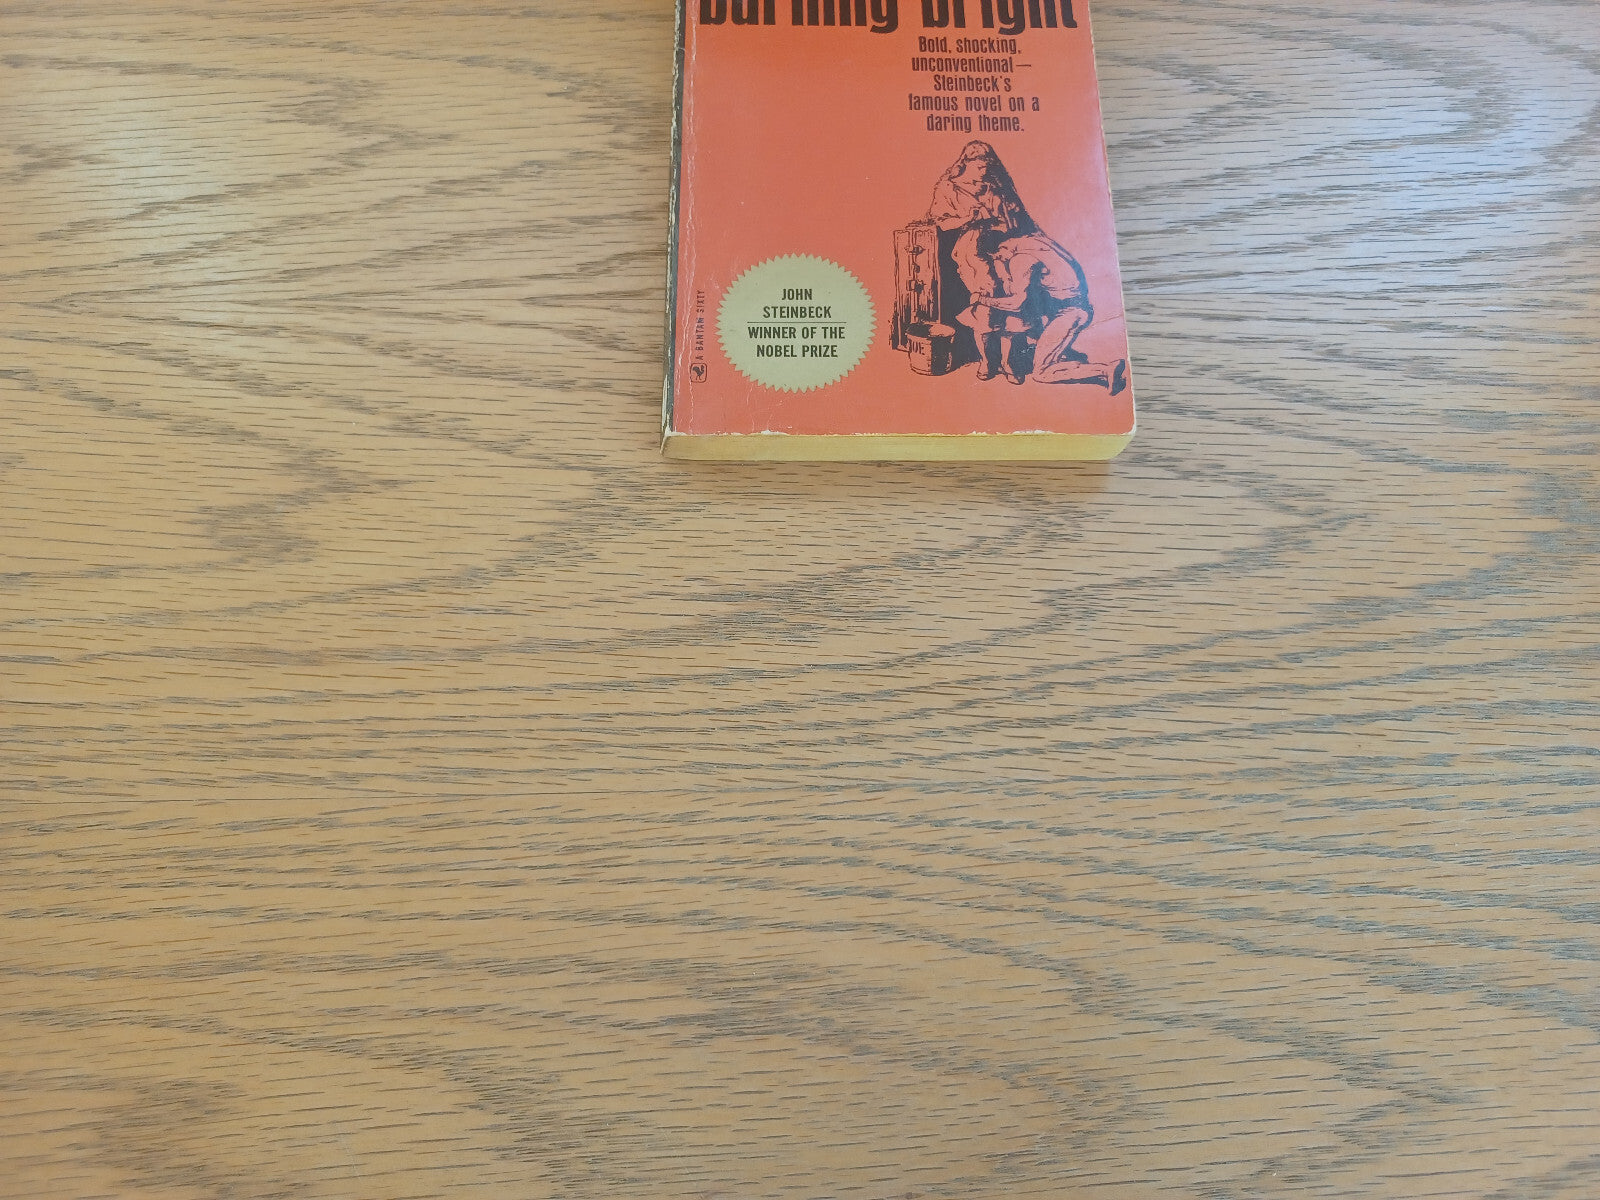 burning bright
Bold, shocking,
unconventional—
Steinbeck's
famous novel on a
daring theme.
JOHN
STEINBECK
WINNER OF THE
NOBEL PRIZE
A BANTAM SIXTY